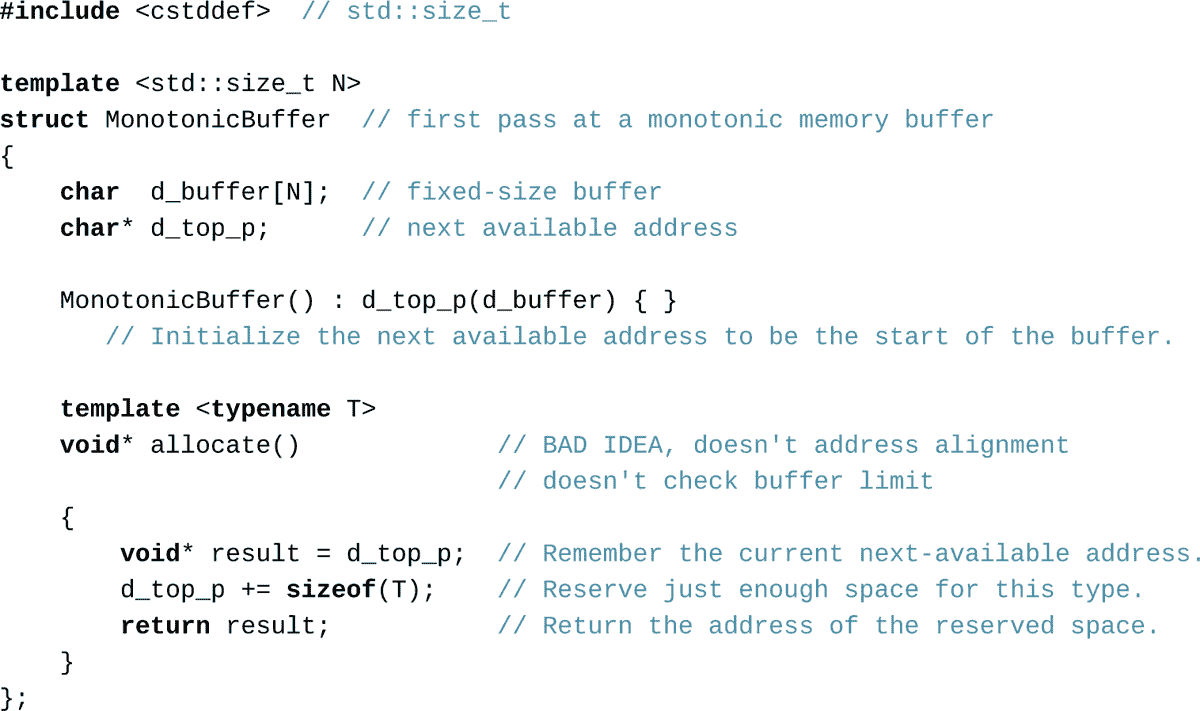 #include <cstddef>  // std::size_t
template <std::size_t N>
struct MonotonicBuffer  // first pass at a monotonic memory buffer
{
    char  d_buffer[N];  // fixed-size buffer
    char* d_top_p;      // next available address
    MonotonicBuffer() : d_top_p(d_buffer) { }
       // Initialize the next available address to be the start of the buffer.
    template <typename T>
    void* allocate()             // BAD IDEA, doesn't address alignment
                                 // doesn't check buffer limit
    {
        void* result = d_top_p;  // Remember the current next-available address.
        d_top_p += sizeof(T);    // Reserve just enough space for this type.
        return result;           // Return the address of the reserved space.
    }
};